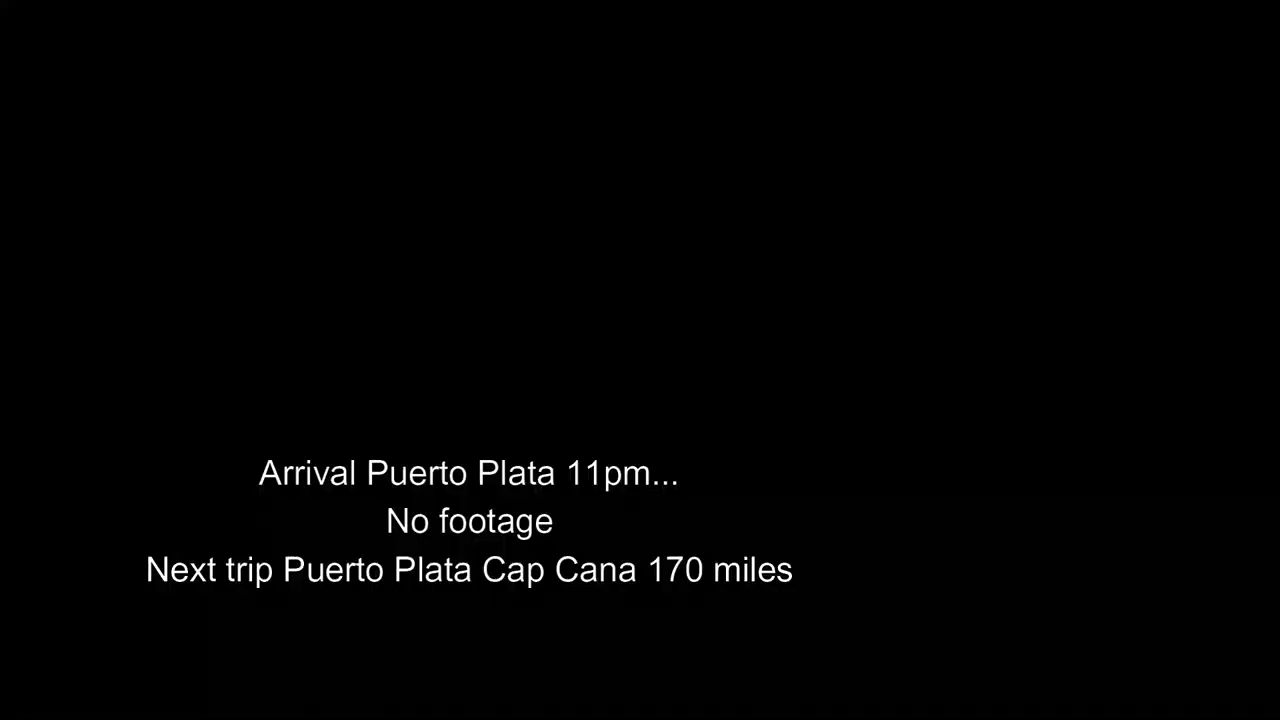 Arrival Puerto Plata 11pm...
No footage
Next trip Puerto Plata Cap Cana 170 miles